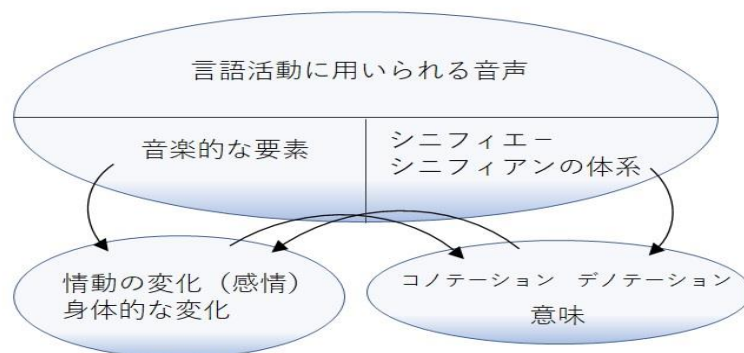 言語活動に用いられる音声
音楽的な要素
シニフィエ－
シニフィアンの体系
情動の変化（感情）
身体的な変化
コノテーション　デノテーション
意味